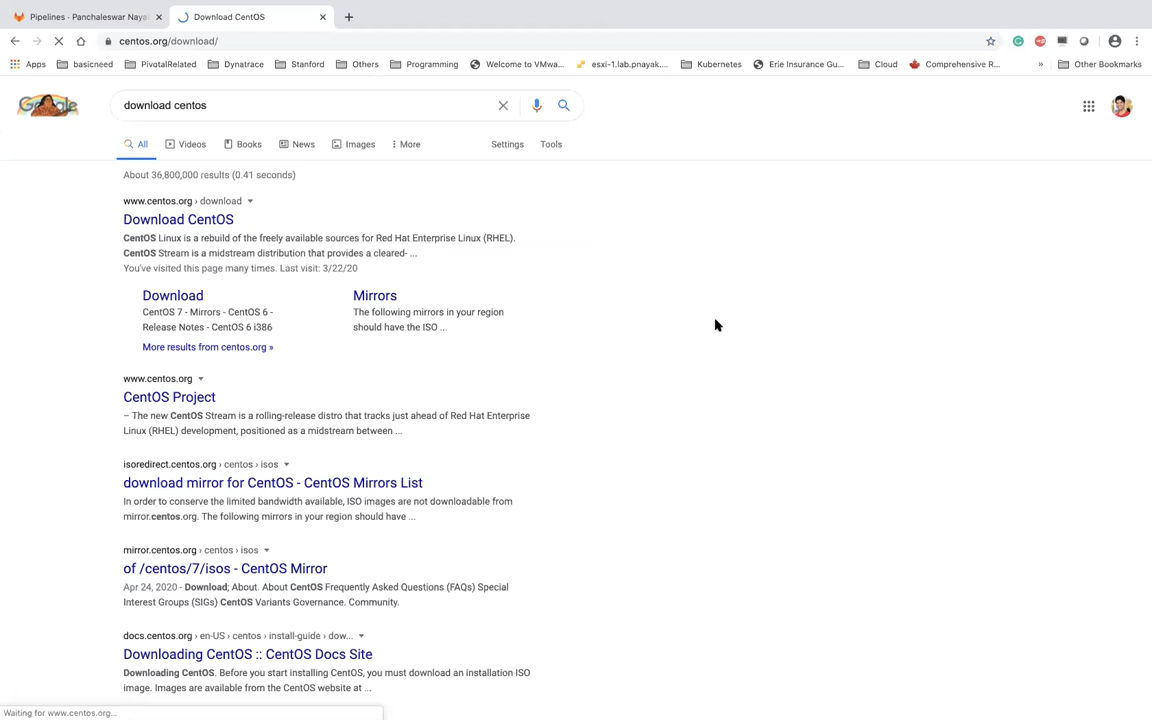 Pipelines · Panchaleswar Nayal
Download CentOS
centos.org/download/
Apps basicneed PivotalRelated Dynatrace Stanford Others Programming Welcome to VMwa... esxi-1.lab.pnayak.... Kubernetes Erie Insurance Gu... Cloud Comprehensive R... » Other Bookmarks
Google
download centos
All Videos Books News Images More Settings Tools
About 36,800,000 results (0.41 seconds)
www.centos.org › download
Download CentOS
CentOS Linux is a rebuild of the freely available sources for Red Hat Enterprise Linux (RHEL).
CentOS Stream is a midstream distribution that provides a cleared- ...
You've visited this page many times. Last visit: 3/22/20
Download
CentOS 7 - Mirrors - CentOS 6 -
Release Notes - CentOS 6 i386
Mirrors
The following mirrors in your region
should have the ISO ...
More results from centos.org »
www.centos.org
CentOS Project
– The new CentOS Stream is a rolling-release distro that tracks just ahead of Red Hat Enterprise
Linux (RHEL) development, positioned as a midstream between ...
isoredirect.centos.org › centos › isos
download mirror for CentOS - CentOS Mirrors List
In order to conserve the limited bandwidth available, ISO images are not downloadable from
mirror.centos.org. The following mirrors in your region should have ...
mirror.centos.org › centos › isos
of /centos/7/isos - CentOS Mirror
Apr 24, 2020 - Download; About. About CentOS Frequently Asked Questions (FAQs) Special
Interest Groups (SIGs) CentOS Variants Governance. Community.
docs.centos.org › en-US › centos › install-guide › dow...
Downloading CentOS :: CentOS Docs Site
Downloading CentOS. Before you start installing CentOS, you must download an installation ISO
image. Images are available from the CentOS website at ...
Waiting for www.centos.org...